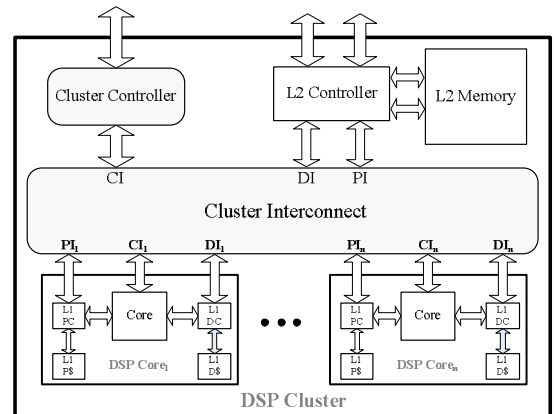 Cluster Controller
L2 Controller
L2 Memory
CI
DI
PI
Cluster Interconnect
PI₁
CI₁
DI₁
PIₙ
CIₙ
DIₙ
L1
PC
Core
L1
DC
L1
P$
L1
D$
DSP Core₁
L1
PC
Core
L1
DC
L1
P$
L1
D$
DSP Coreₙ
DSP Cluster